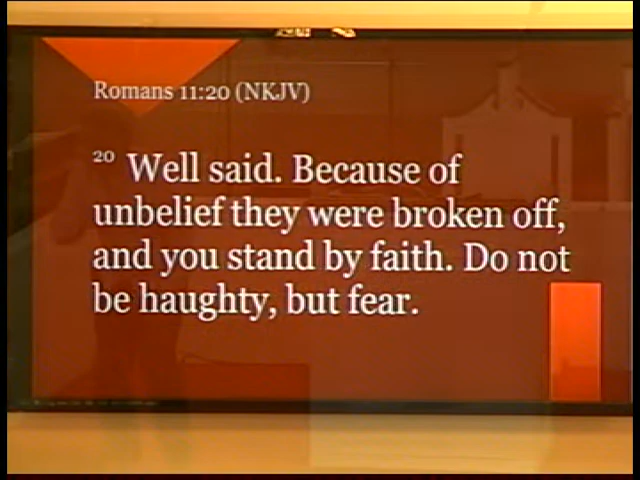 Romans 11:20 (NKJV)
20 Well said. Because of
unbelief they were broken off,
and you stand by faith. Do not
be haughty, but fear.